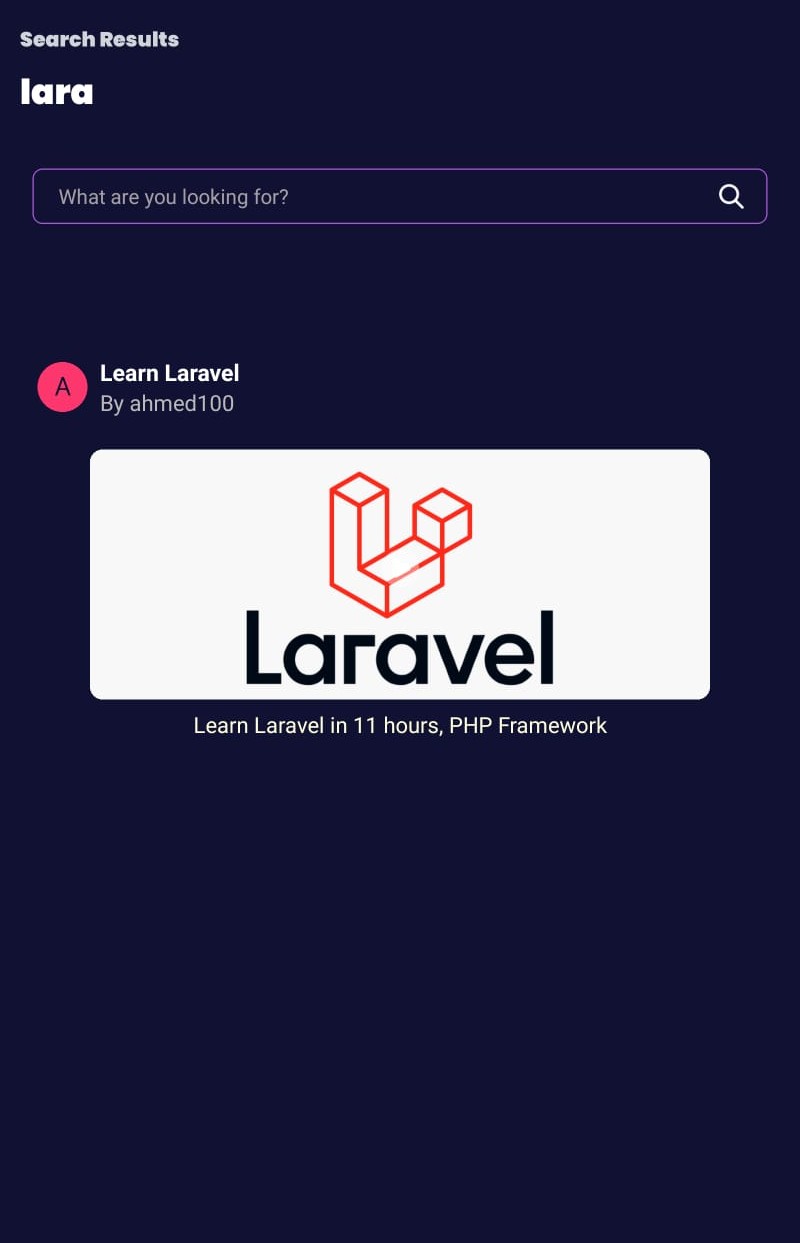 Search Results
lara
What are you looking for?
A
Learn Laravel
By ahmed100
Laravel
Learn Laravel in 11 hours, PHP Framework